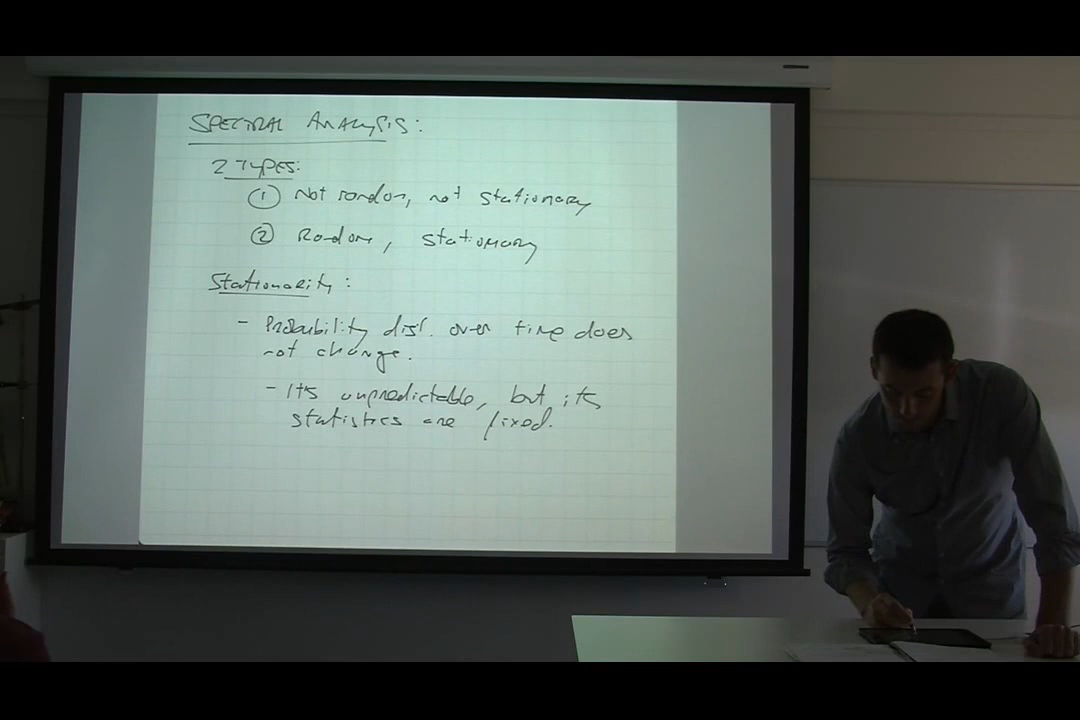 SPECTRAL ANALYSIS:
2 TYPES:
① Not random, not stationary
② Random, stationary
Stationarity:
- Probability dist. over time does
not change.
- It's unpredictable, but its
statistics are fixed.